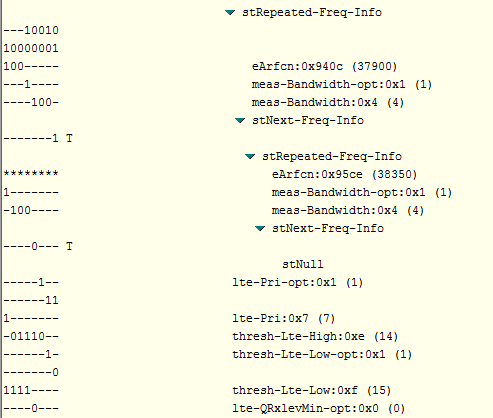 stRepeated-Freq-Info
---10010
10000001
100----- eArfcn:0x940c (37900)
---1---- meas-Bandwidth-opt:0x1 (1)
----100- meas-Bandwidth:0x4 (4)
stNext-Freq-Info
-------1 T
stRepeated-Freq-Info
******** eArfcn:0x95ce (38350)
1------- meas-Bandwidth-opt:0x1 (1)
-100---- meas-Bandwidth:0x4 (4)
stNext-Freq-Info
----0--- T
stNull
-----1-- lte-Pri-opt:0x1 (1)
------11
1------- lte-Pri:0x7 (7)
-01110-- thresh-Lte-High:0xe (14)
------1- thresh-Lte-Low-opt:0x1 (1)
-------0
1111---- thresh-Lte-Low:0xf (15)
----0--- lte-QRxlevMin-opt:0x0 (0)